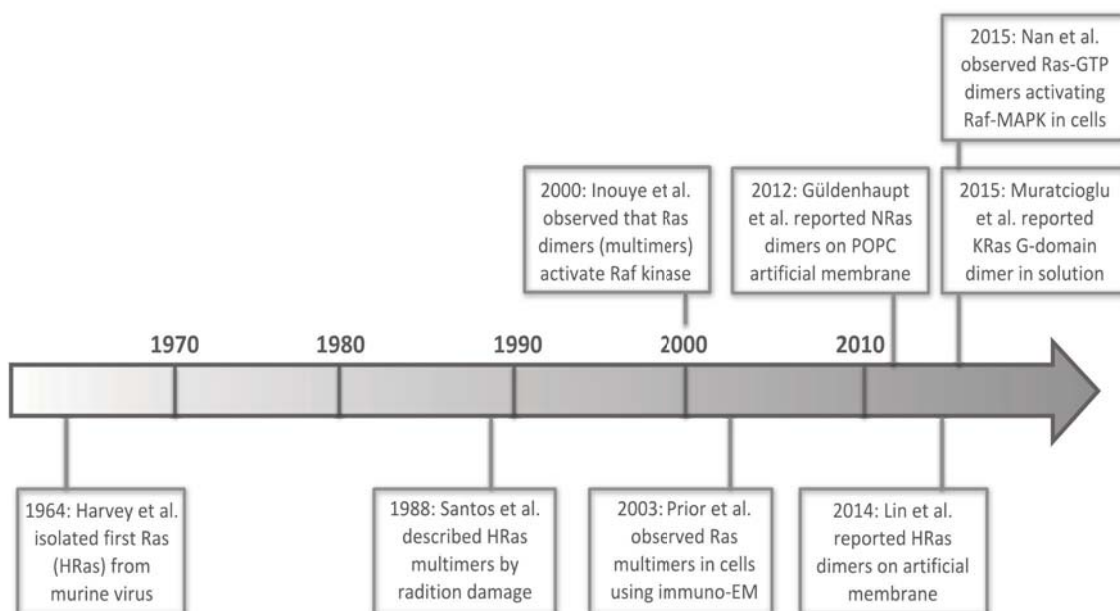 2015: Nan et al.
observed Ras-GTP
dimers activating
Raf-MAPK in cells
2000: Inouye et al.
observed that Ras
dimers (multimers)
activate Raf kinase
2012: Güldenhaupt
et al. reported NRas
dimers on POPC
artificial membrane
2015: Muratcioglu
et al. reported
KRas G-domain
dimer in solution
1970 1980 1990 2000 2010
1964: Harvey et al.
isolated first Ras
(HRas) from
murine virus
1988: Santos et al.
described HRas
multimers by
radition damage
2003: Prior et al.
observed Ras
multimers in cells
using immuno-EM
2014: Lin et al.
reported HRas
dimers on artificial
membrane